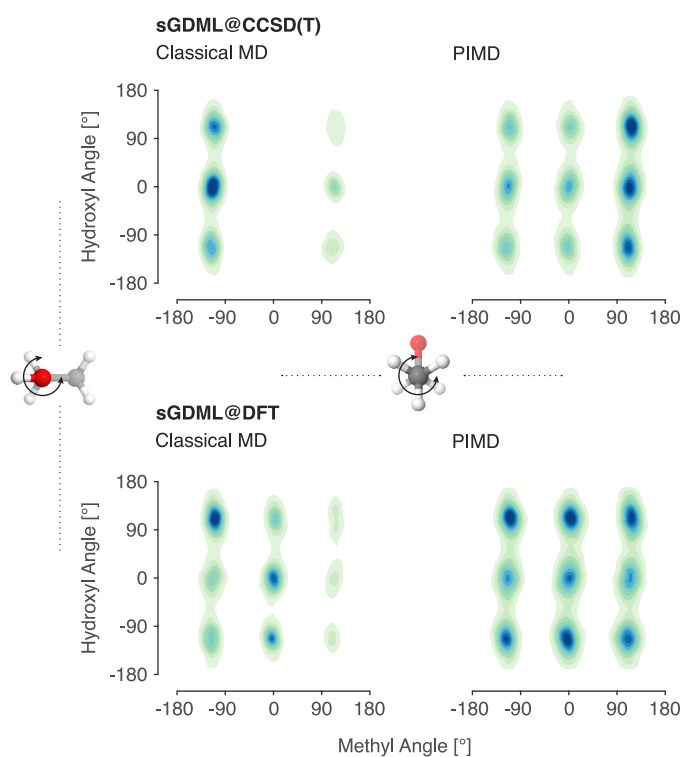 sGDML@CCSD(T)
Classical MD
PIMD
Hydroxyl Angle [°]
180
90
0
-90
-180
-180 -90 0 90 180
-180 -90 0 90 180
sGDML@DFT
Classical MD
PIMD
Hydroxyl Angle [°]
180
90
0
-90
-180
-180 -90 0 90 180
-180 -90 0 90 180
Methyl Angle [°]